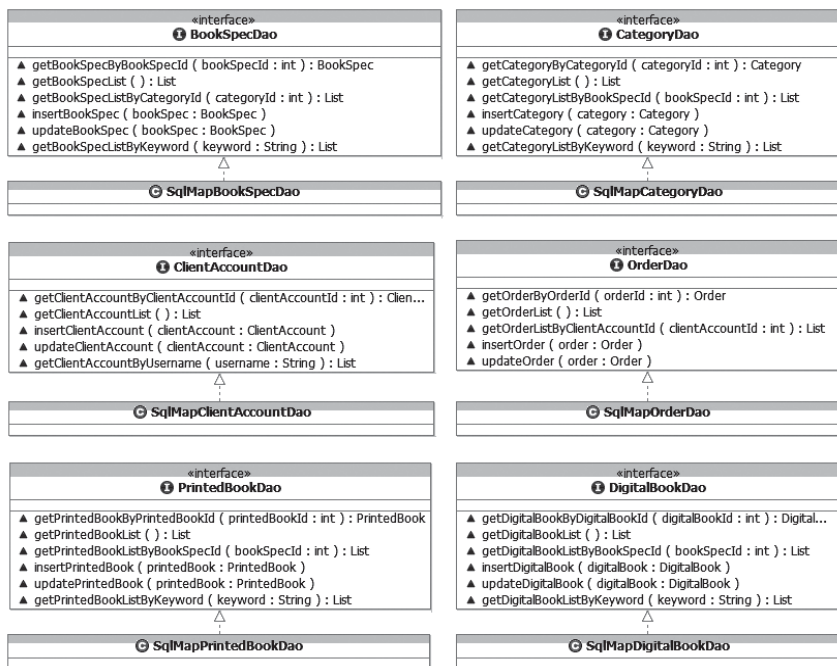 «interface»
BookSpecDao
getBookSpecByBookSpecId ( bookSpecId : int ) : BookSpec
getBookSpecList ( ) : List
getBookSpecListByCategoryId ( categoryId : int ) : List
insertBookSpec ( bookSpec : BookSpec )
updateBookSpec ( bookSpec : BookSpec )
getBookSpecListByKeyword ( keyword : String ) : List
SqlMapBookSpecDao
«interface»
CategoryDao
getCategoryByCategoryId ( categoryId : int ) : Category
getCategoryList ( ) : List
getCategoryListByBookSpecId ( bookSpecId : int ) : List
insertCategory ( category : Category )
updateCategory ( category : Category )
getCategoryListByKeyword ( keyword : String ) : List
SqlMapCategoryDao
«interface»
ClientAccountDao
getClientAccountByClientAccountId ( clientAccountId : int ) : Clien...
getClientAccountList ( ) : List
insertClientAccount ( clientAccount : ClientAccount )
updateClientAccount ( clientAccount : ClientAccount )
getClientAccountByUsername ( username : String ) : List
SqlMapClientAccountDao
«interface»
OrderDao
getOrderByOrderId ( orderId : int ) : Order
getOrderList ( ) : List
getOrderListByClientAccountId ( clientAccountId : int ) : List
insertOrder ( order : Order )
updateOrder ( order : Order )
SqlMapOrderDao
«interface»
PrintedBookDao
getPrintedBookByPrintedBookId ( printedBookId : int ) : PrintedBook
getPrintedBookList ( ) : List
getPrintedBookListByBookSpecId ( bookSpecId : int ) : List
insertPrintedBook ( printedBook : PrintedBook )
updatePrintedBook ( printedBook : PrintedBook )
getPrintedBookListByKeyword ( keyword : String ) : List
SqlMapPrintedBookDao
«interface»
DigitalBookDao
getDigitalBookByDigitalBookId ( digitalBookId : int ) : Digital...
getDigitalBookList ( ) : List
getDigitalBookListByBookSpecId ( bookSpecId : int ) : List
insertDigitalBook ( digitalBook : DigitalBook )
updateDigitalBook ( digitalBook : DigitalBook )
getDigitalBookListByKeyword ( keyword : String ) : List
SqlMapDigitalBookDao